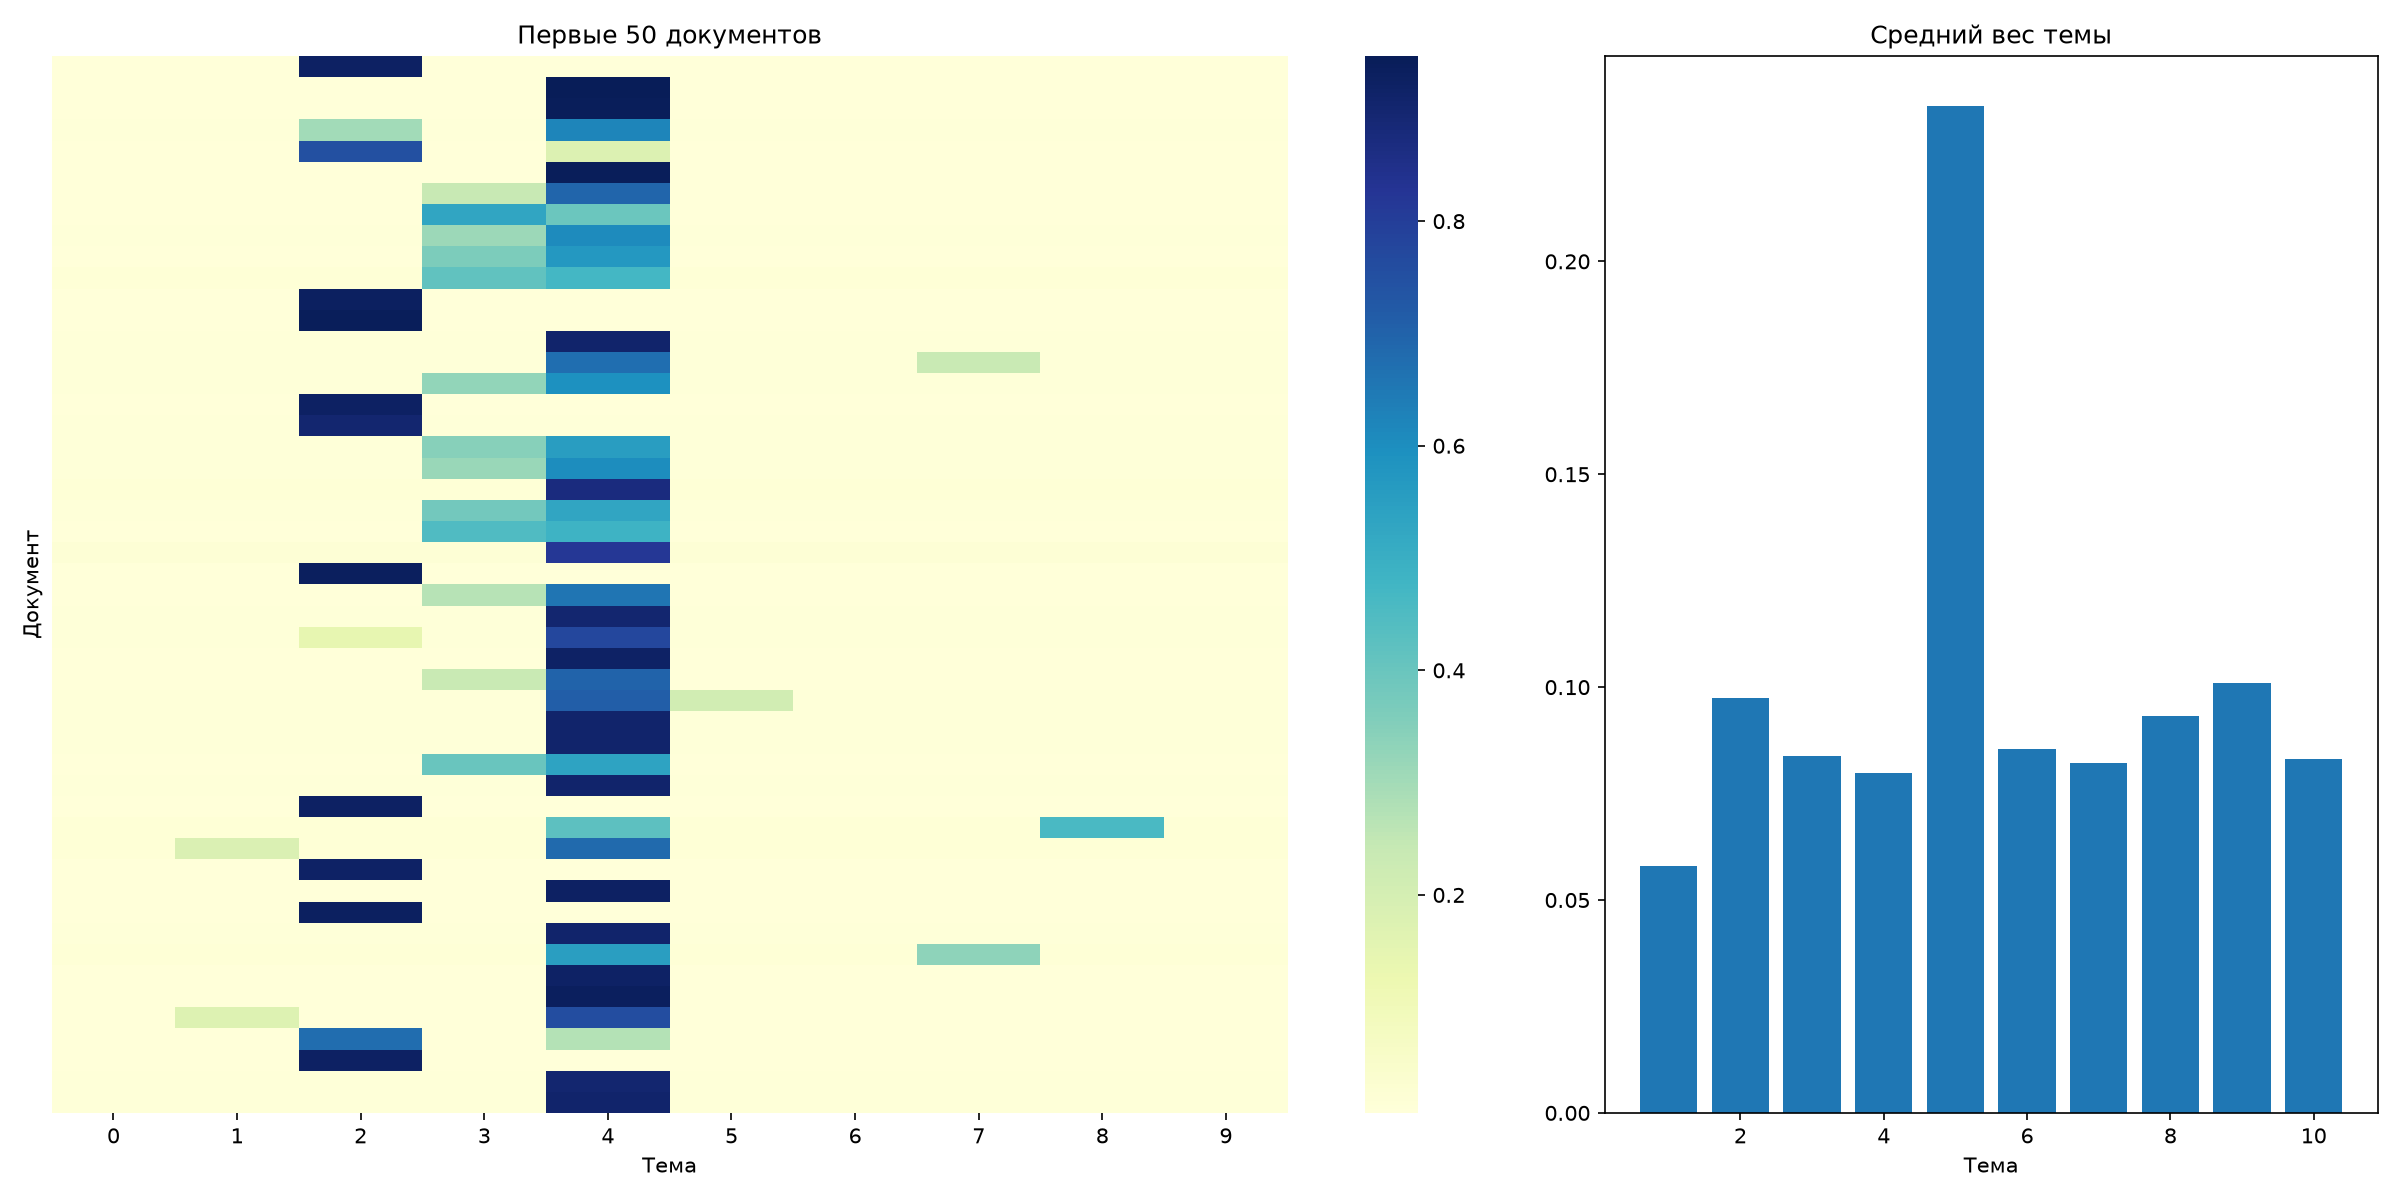 Первые 50 документов
Документ
0 1 2 3 4 5 6 7 8 9
Тема
0.8
0.6
0.4
0.2
Средний вес темы
0.20
0.15
0.10
0.05
0.00
2 4 6 8 10
Тема